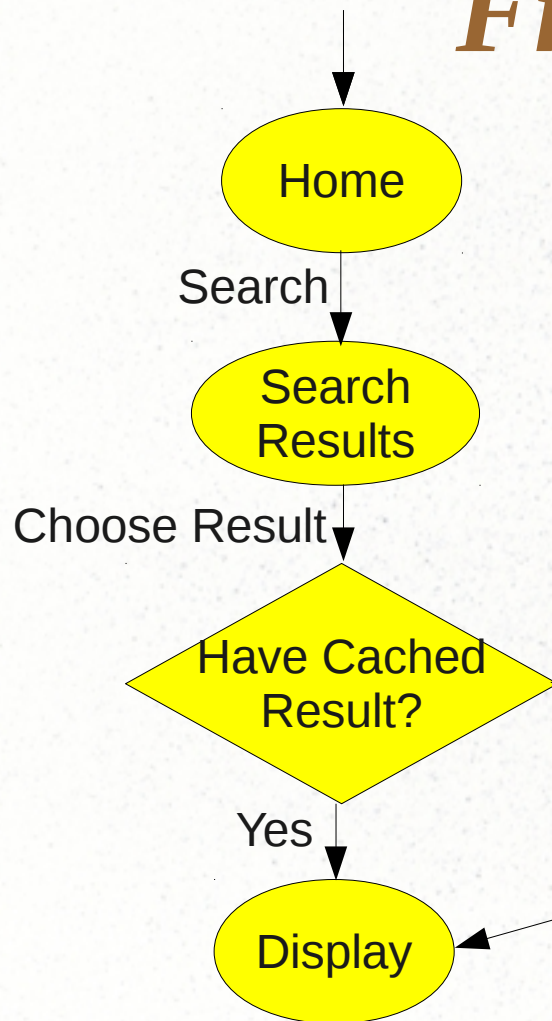 Home
Search
Search
Results
Choose Result
Have Cached
Result?
Yes
Display